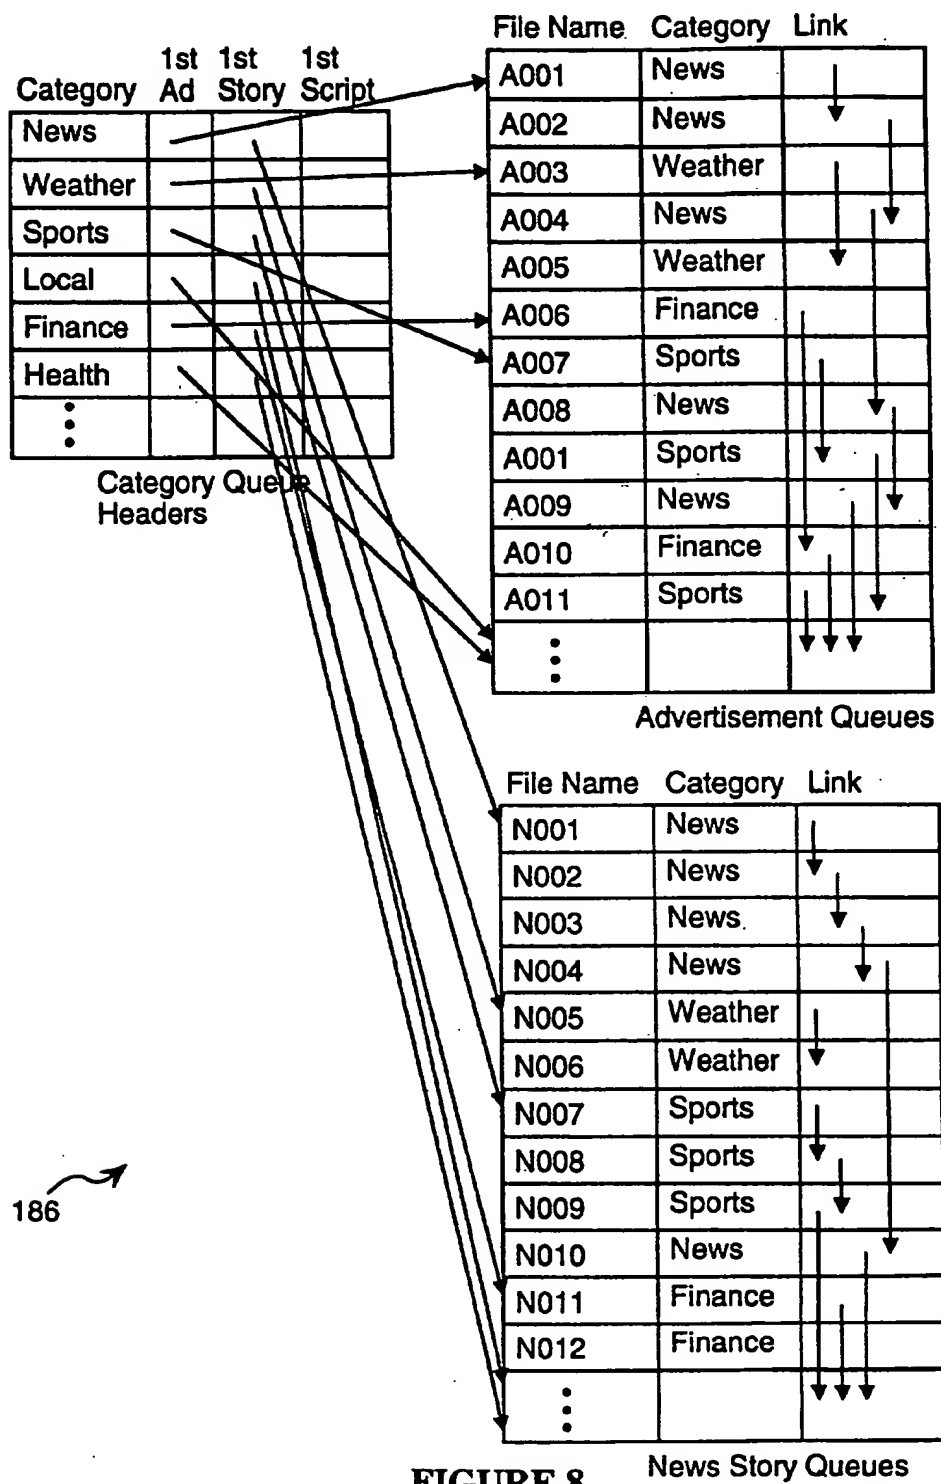 1st 1st 1st
Category Ad Story Script
News
Weather
Sports
Local
Finance
Health
Category Queue
Headers
File Name Category Link
A001 News
A002 News
A003 Weather
A004 News
A005 Weather
A006 Finance
A007 Sports
A008 News
A001 Sports
A009 News
A010 Finance
A011 Sports
Advertisement Queues
File Name Category Link
N001 News
N002 News
N003 News
N004 News
N005 Weather
N006 Weather
N007 Sports
N008 Sports
N009 Sports
N010 News
N011 Finance
N012 Finance
News Story Queues
186
FIGURE 8